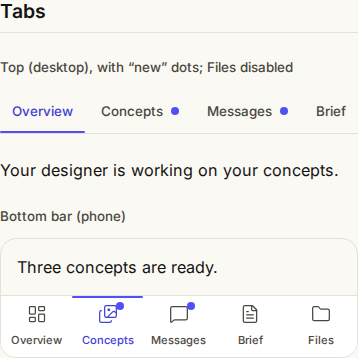 Tabs
Top (desktop), with “new” dots; Files disabled
Overview Concepts Messages Brief
Your designer is working on your concepts.
Bottom bar (phone)
Three concepts are ready.
Overview Concepts Messages Brief Files